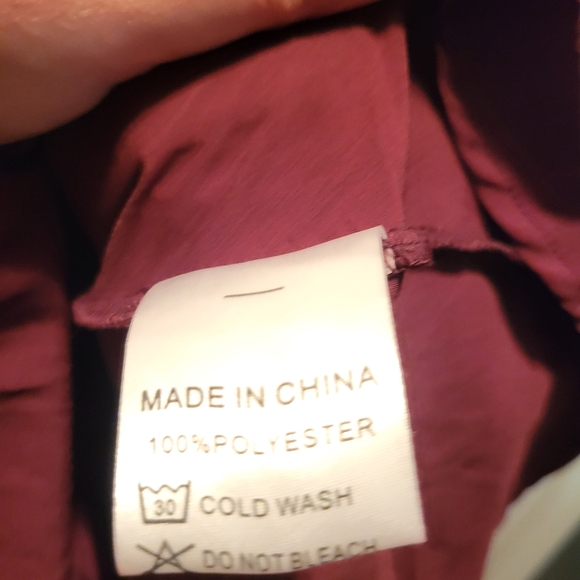 MADE IN CHINA
100%POLYESTER
30 COLD WASH
DO NOT BLEACH